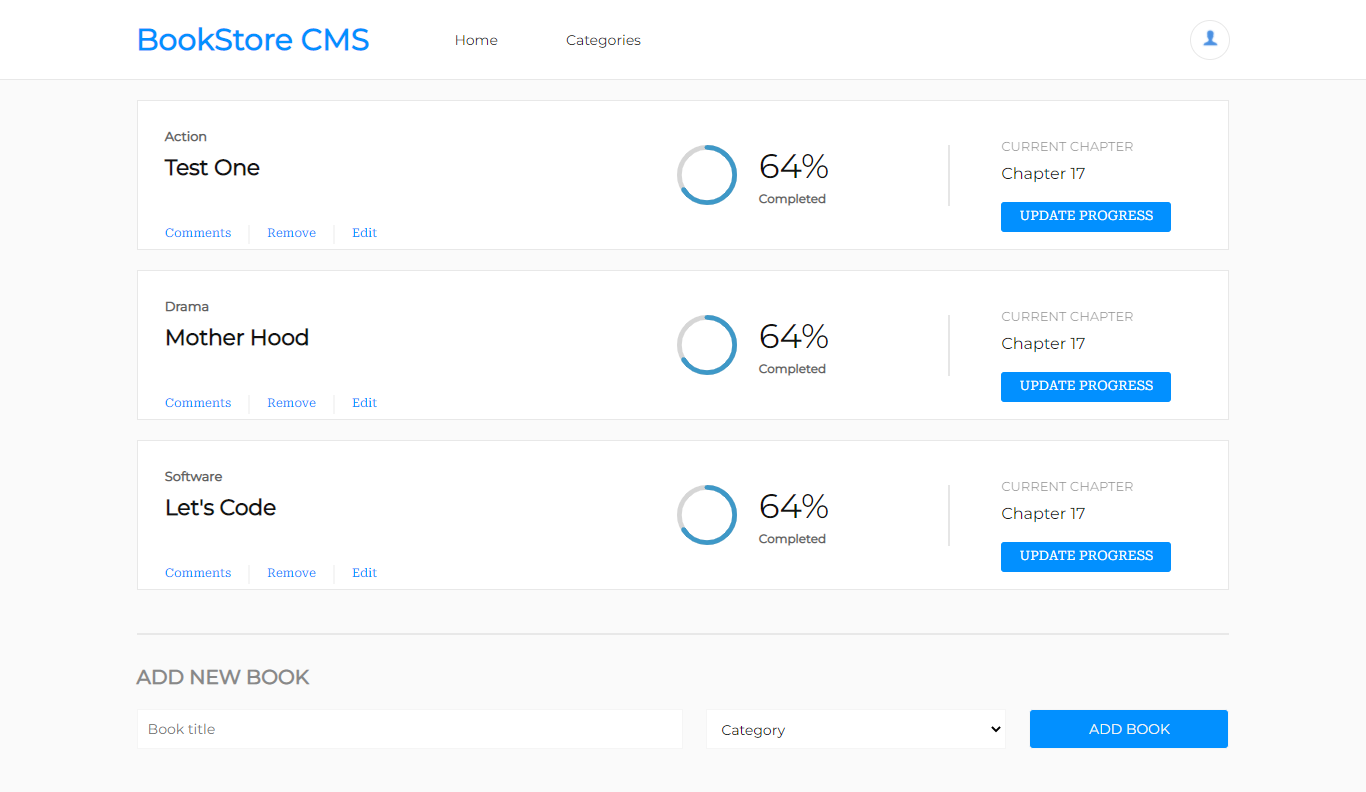 BookStore CMS Home Categories
Action
Test One
64%
Completed
CURRENT CHAPTER
Chapter 17
UPDATE PROGRESS
Comments Remove Edit
Drama
Mother Hood
64%
Completed
CURRENT CHAPTER
Chapter 17
UPDATE PROGRESS
Comments Remove Edit
Software
Let's Code
64%
Completed
CURRENT CHAPTER
Chapter 17
UPDATE PROGRESS
Comments Remove Edit
ADD NEW BOOK
Book title Category ADD BOOK